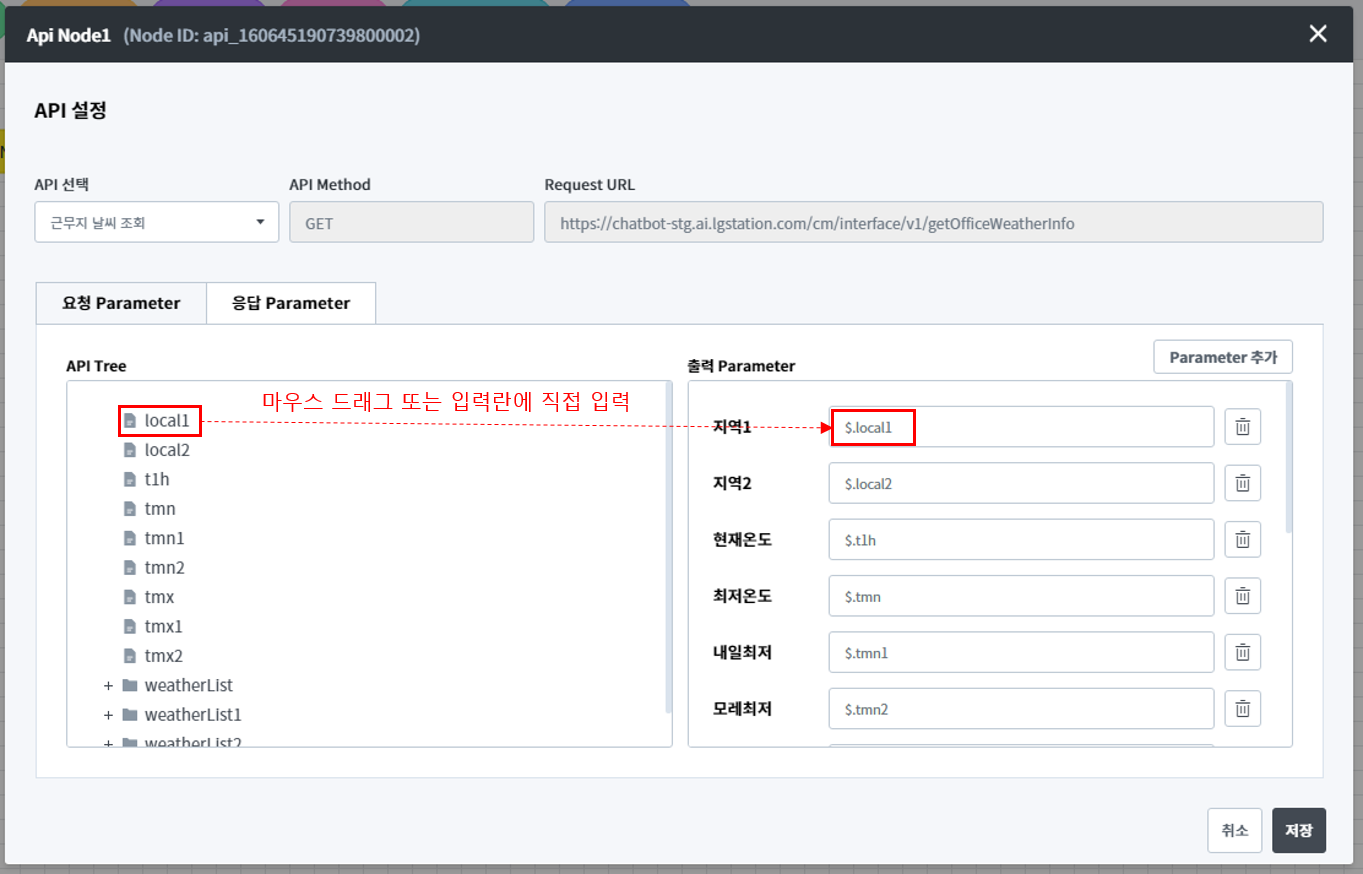 Api Node1 (Node ID: api_160645190739800002)
API 설정
API 선택 API Method Request URL
근무지 날씨 조회 GET https://chatbot-stg.ai.lgstation.com/cm/interface/v1/getOfficeWeatherInfo
요청 Parameter 응답 Parameter
Parameter 추가
API Tree 출력 Parameter
마우스 드래그 또는 입력란에 직접 입력
local1
local2
t1h
tmn
tmn1
tmn2
tmx
tmx1
tmx2
+ weatherList
+ weatherList1
+ weatherList2
지역1 $.local1
지역2 $.local2
현재온도 $.t1h
최저온도 $.tmn
내일최저 $.tmn1
모레최저 $.tmn2
취소 저장